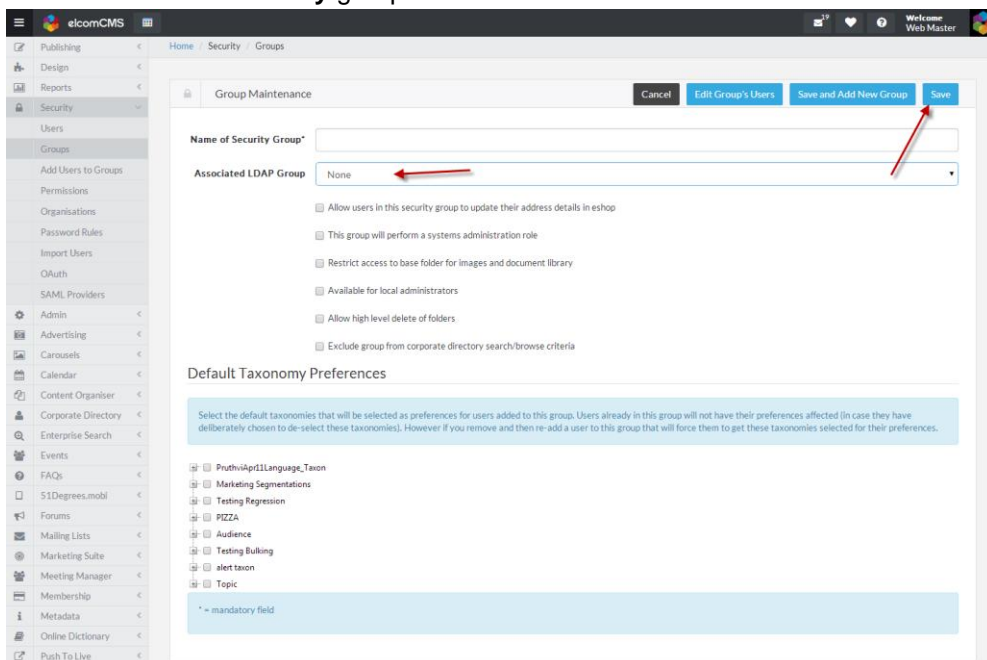 y group
elcomCMS
19
Welcome
Web Master
Publishing
Design
Reports
Security
Users
Groups
Add Users to Groups
Permissions
Organisations
Password Rules
Import Users
OAuth
SAML Providers
Admin
Advertising
Carousels
Calendar
Content Organiser
Corporate Directory
Enterprise Search
Events
FAQs
51Degrees.mobi
Forums
Mailing Lists
Marketing Suite
Meeting Manager
Membership
Metadata
Online Dictionary
Push To Live
Home / Security / Groups
Group Maintenance
Cancel
Edit Group's Users
Save and Add New Group
Save
Name of Security Group*
Associated LDAP Group
None
Allow users in this security group to update their address details in eshop
This group will perform a systems administration role
Restrict access to base folder for images and document library
Available for local administrators
Allow high level delete of folders
Exclude group from corporate directory search/browse criteria
Default Taxonomy Preferences
Select the default taxonomies that will be selected as preferences for users added to this group. Users already in this group will not have their preferences affected (in case they have
deliberately chosen to de-select these taxonomies). However if you remove and then re-add a user to this group that will force them to get these taxonomies selected for their preferences.
PruthviApr11Language_Taxon
Marketing Segmentations
Testing Regression
PIZZA
Audience
Testing Bulking
alert taxon
Topic
* = mandatory field